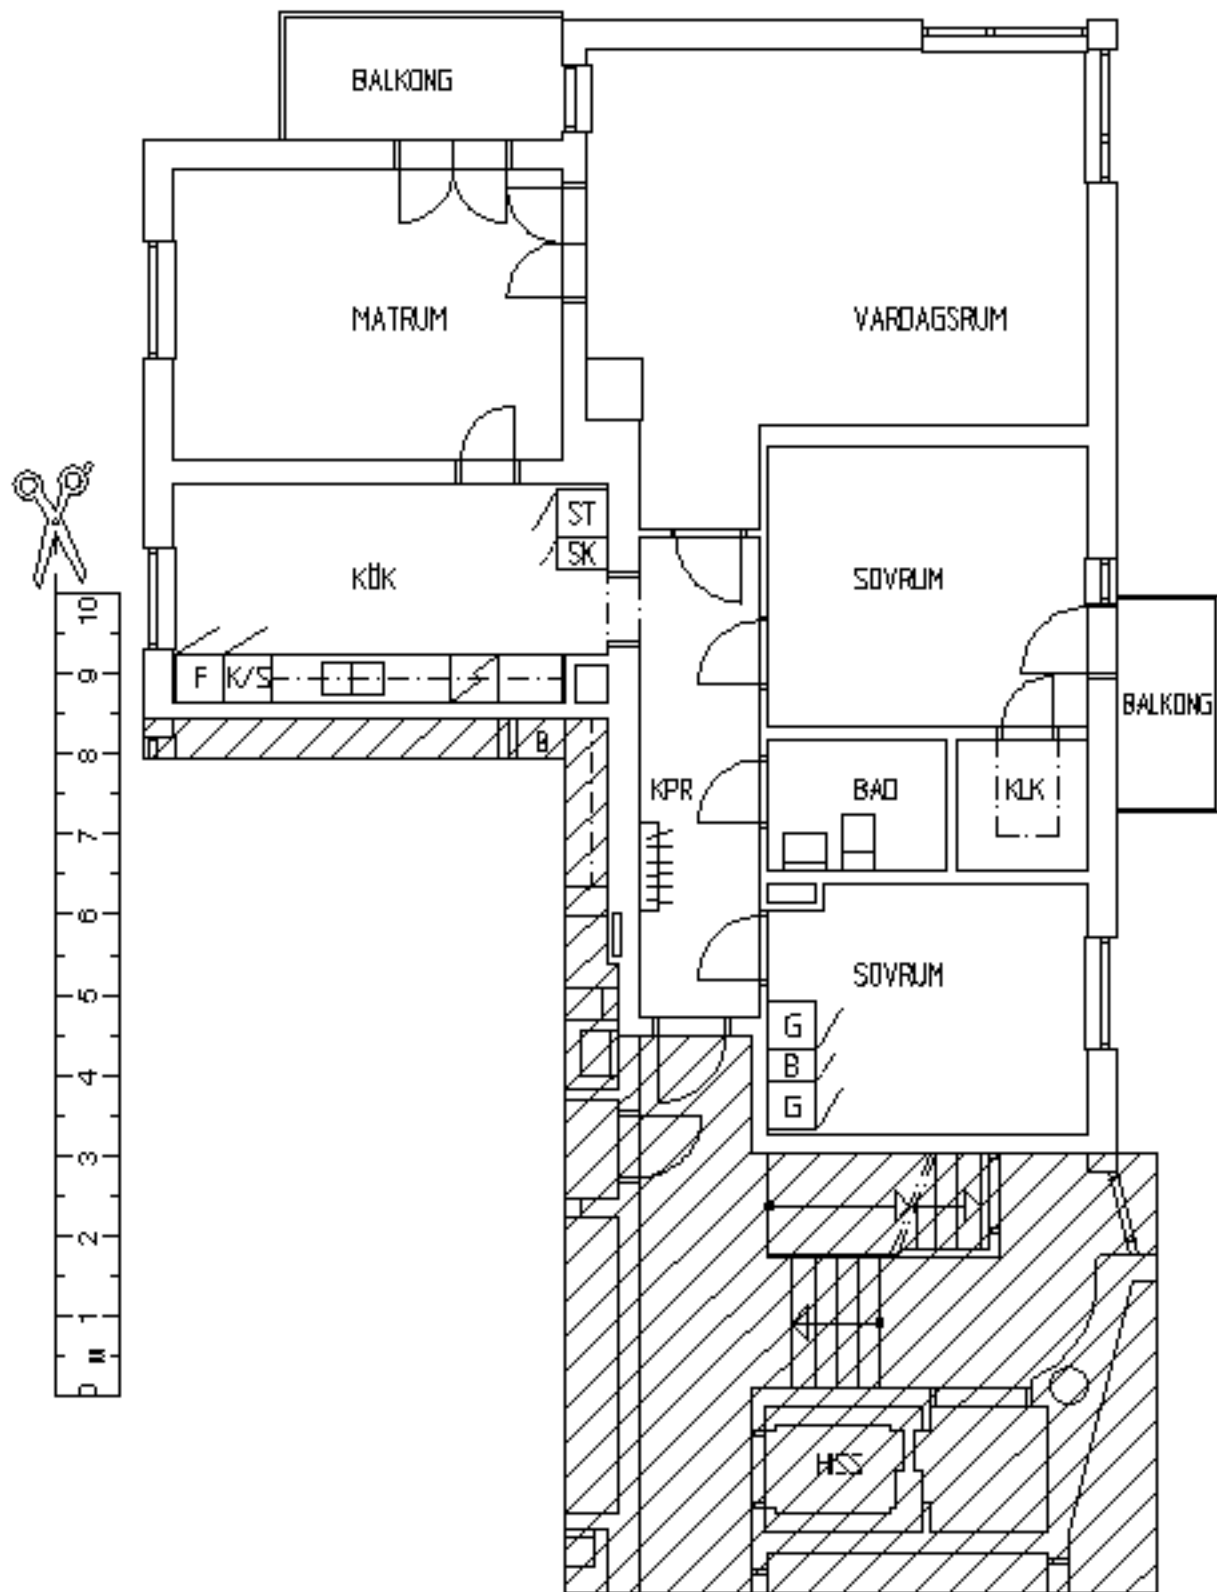 BALKONG
MATRUM
VARDAGSRUM
ST
SK
KÖK
SOVRUM
F K/S
BALKONG
B
KPR
BAD
KLK
SOVRUM
G
B
G
HISS
10
9
8
7
6
5
4
3
2
1
0 M